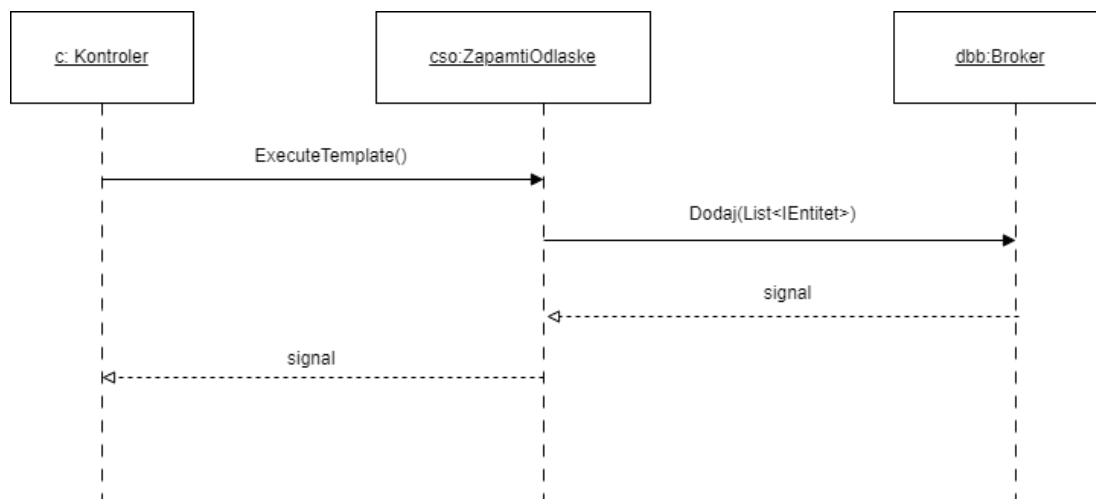 c: Kontroler
cso:ZapamtiOdlaske
dbb:Broker
ExecuteTemplate()
Dodaj(List<IEntitet>)
signal
signal